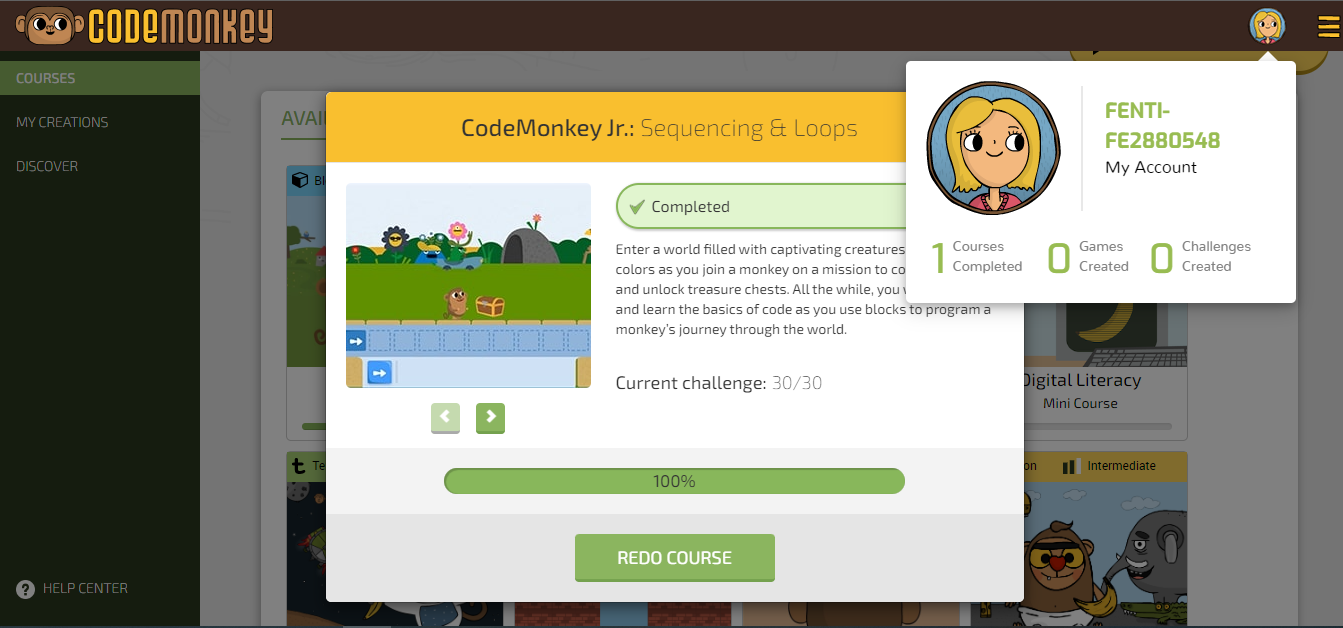 CODEMONKEY
COURSES
MY CREATIONS
DISCOVER
HELP CENTER
AVAI
Bl
Te
CodeMonkey Jr.: Sequencing & Loops
Completed
Enter a world filled with captivating creatures
colors as you join a monkey on a mission to co
and unlock treasure chests. All the while, you
and learn the basics of code as you use blocks to program a
monkey's journey through the world.
Current challenge: 30/30
100%
REDO COURSE
FENTI-
FE2880548
My Account
1 Courses Completed
0 Games Created
0 Challenges Created
Digital Literacy
Mini Course
on Intermediate